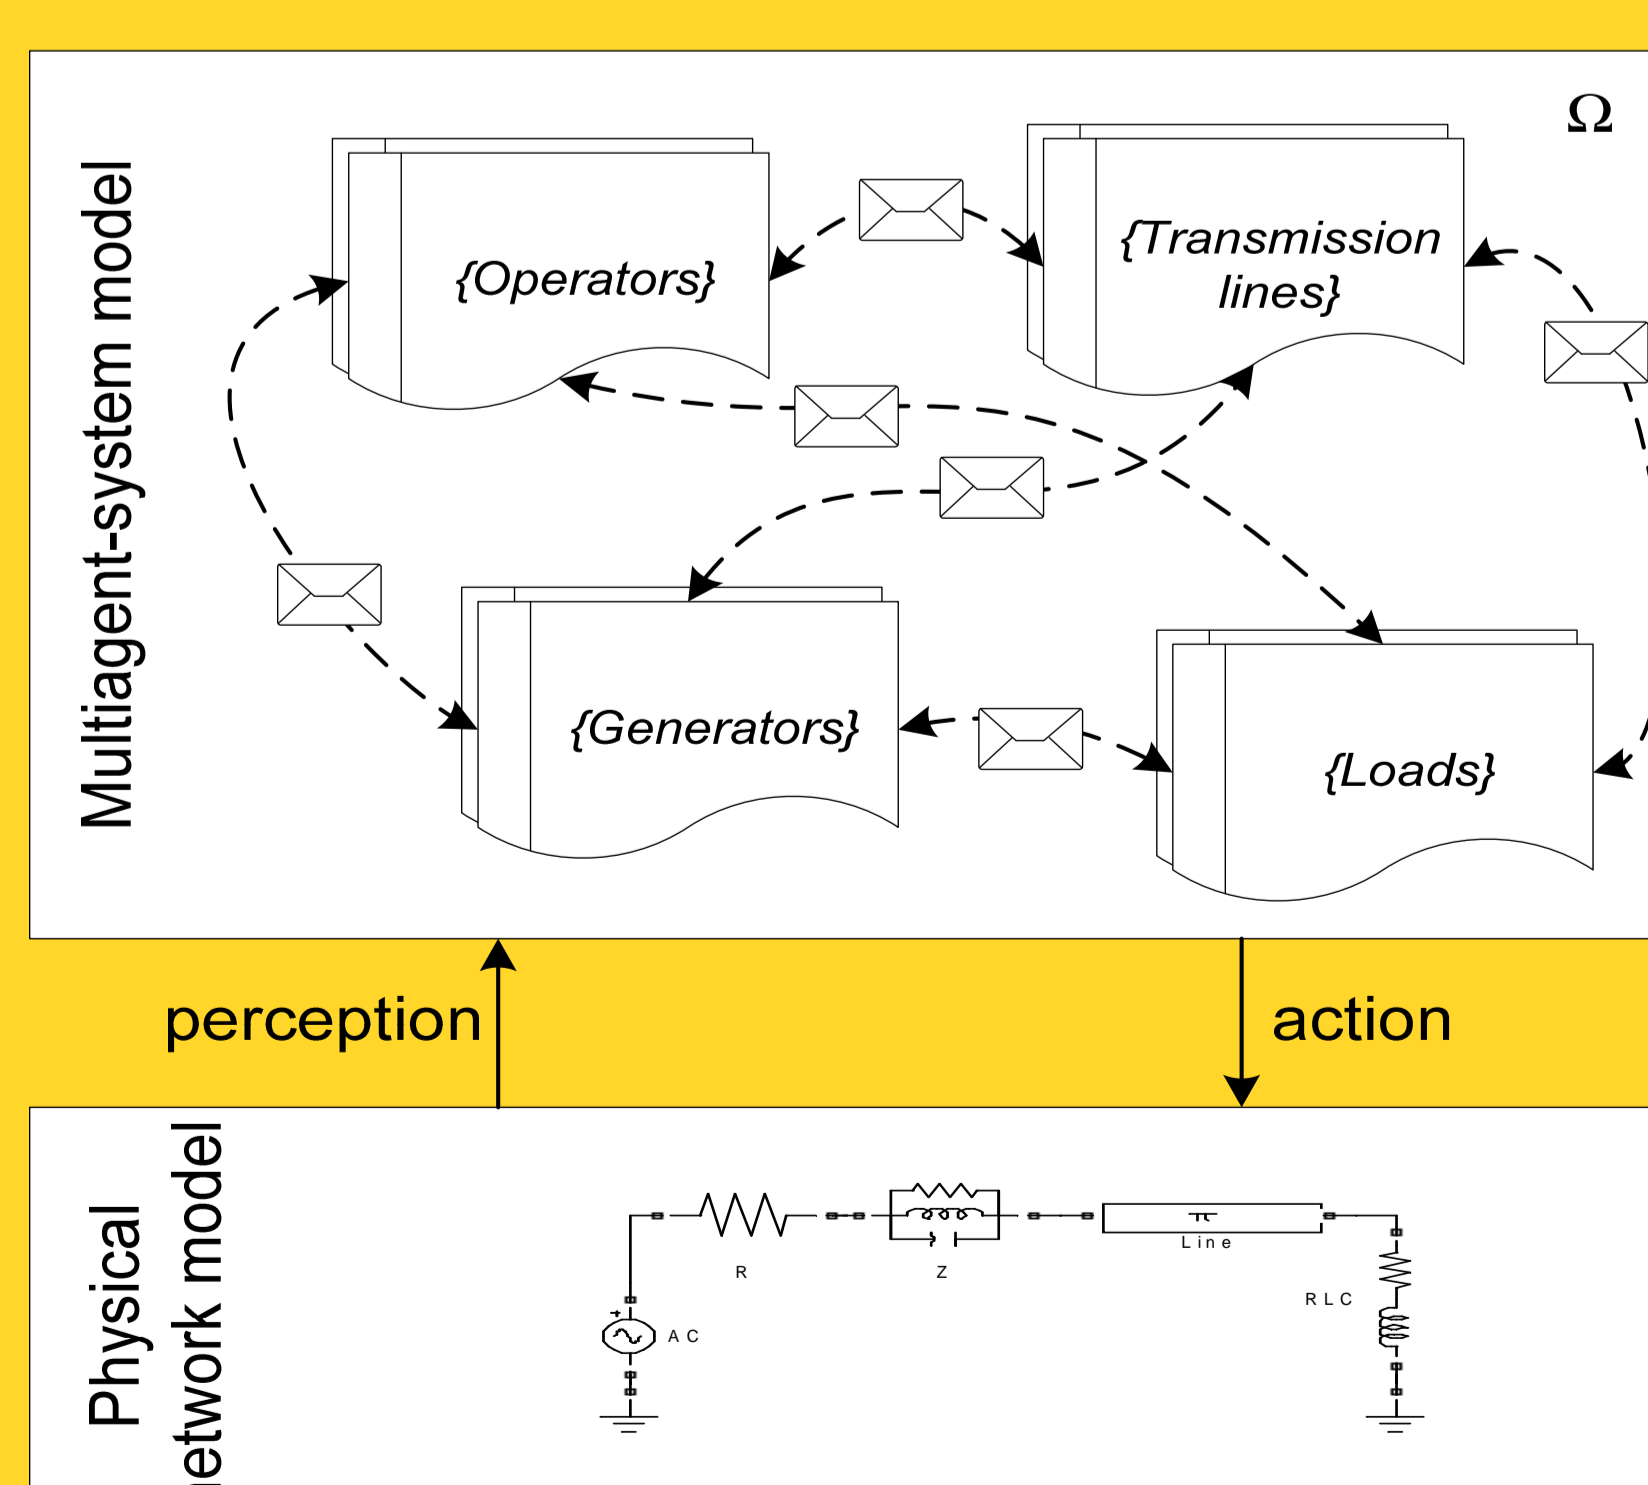 Multiagent-system model
Ω
{Operators}
{Transmission
lines}
{Generators}
{Loads}
perception
action
Physical
network model
R
Z
π
Line
RLC
+
AC